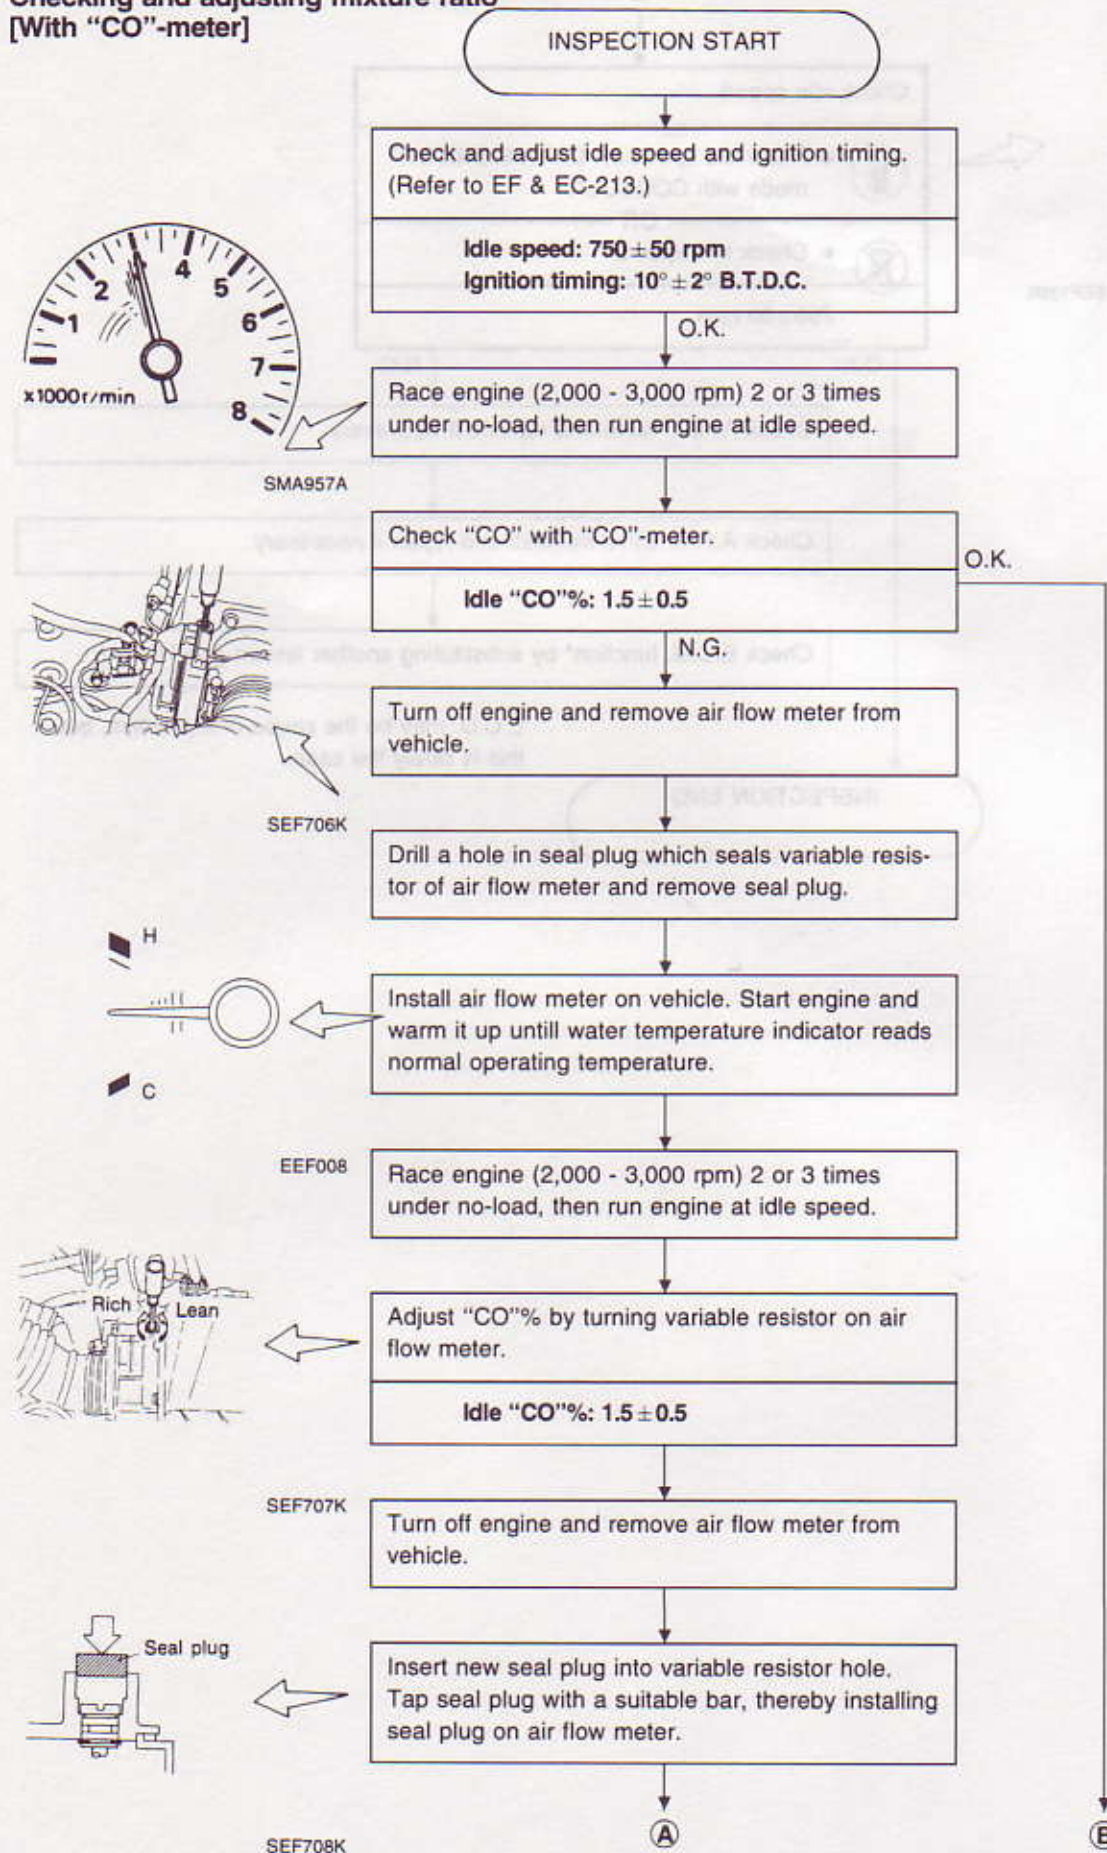 [With “CO”-meter]
INSPECTION START
Check and adjust idle speed and ignition timing.
(Refer to EF & EC-213.)
Idle speed: 750 ± 50 rpm
Ignition timing: 10° ± 2° B.T.D.C.
O.K.
1
2
4
5
6
7
8
x1000r/min
SMA957A
Race engine (2,000 - 3,000 rpm) 2 or 3 times
under no-load, then run engine at idle speed.
Check “CO” with “CO”-meter.
O.K.
Idle “CO”%: 1.5 ± 0.5
N.G.
SEF706K
Turn off engine and remove air flow meter from
vehicle.
Drill a hole in seal plug which seals variable resis-
tor of air flow meter and remove seal plug.
H
C
EEF008
Install air flow meter on vehicle. Start engine and
warm it up untill water temperature indicator reads
normal operating temperature.
Race engine (2,000 - 3,000 rpm) 2 or 3 times
under no-load, then run engine at idle speed.
Rich
Lean
SEF707K
Adjust “CO”% by turning variable resistor on air
flow meter.
Idle “CO”%: 1.5 ± 0.5
Turn off engine and remove air flow meter from
vehicle.
Seal plug
SEF708K
Insert new seal plug into variable resistor hole.
Tap seal plug with a suitable bar, thereby installing
seal plug on air flow meter.
A